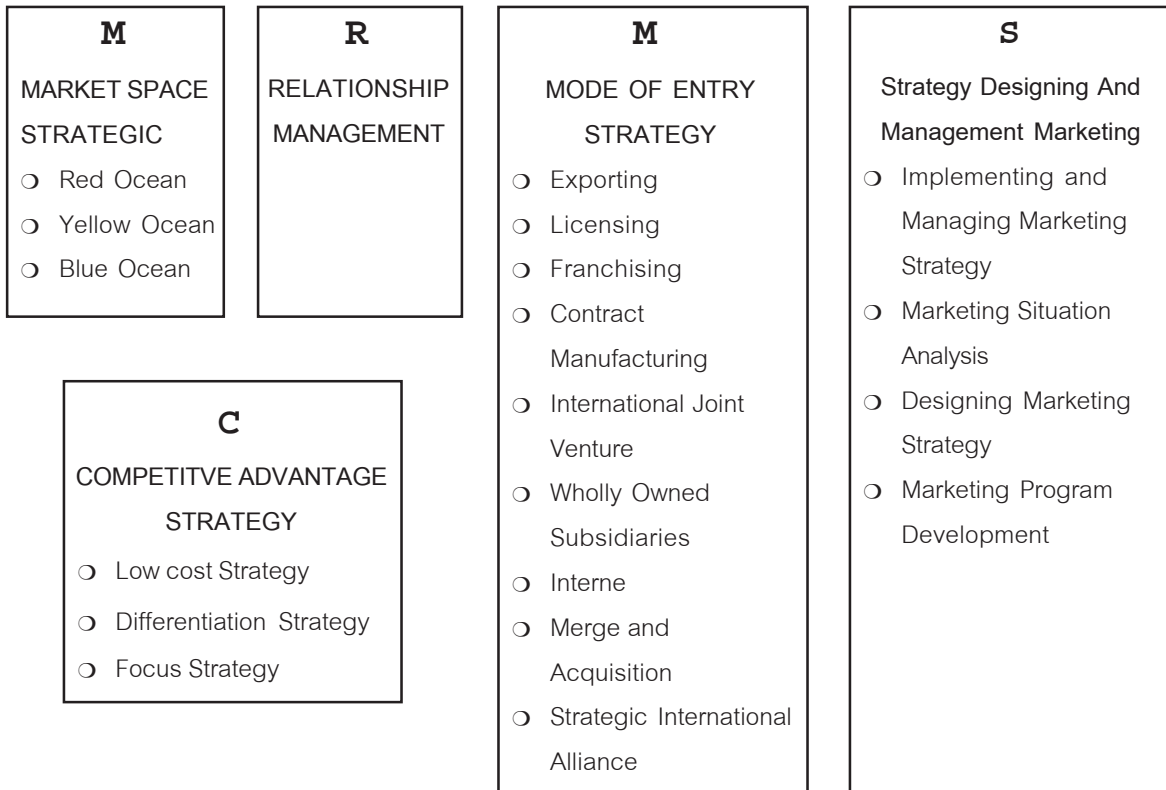 M
MARKET SPACE
STRATEGIC
❍ Red Ocean
❍ Yellow Ocean
❍ Blue Ocean
R
RELATIONSHIP
MANAGEMENT
C
COMPETITVE ADVANTAGE
STRATEGY
❍ Low cost Strategy
❍ Differentiation Strategy
❍ Focus Strategy
M
MODE OF ENTRY
STRATEGY
❍ Exporting
❍ Licensing
❍ Franchising
❍ Contract
Manufacturing
❍ International Joint
Venture
❍ Wholly Owned
Subsidiaries
❍ Interne
❍ Merge and
Acquisition
❍ Strategic International
Alliance
S
Strategy Designing And
Management Marketing
❍ Implementing and
Managing Marketing
Strategy
❍ Marketing Situation
Analysis
❍ Designing Marketing
Strategy
❍ Marketing Program
Development